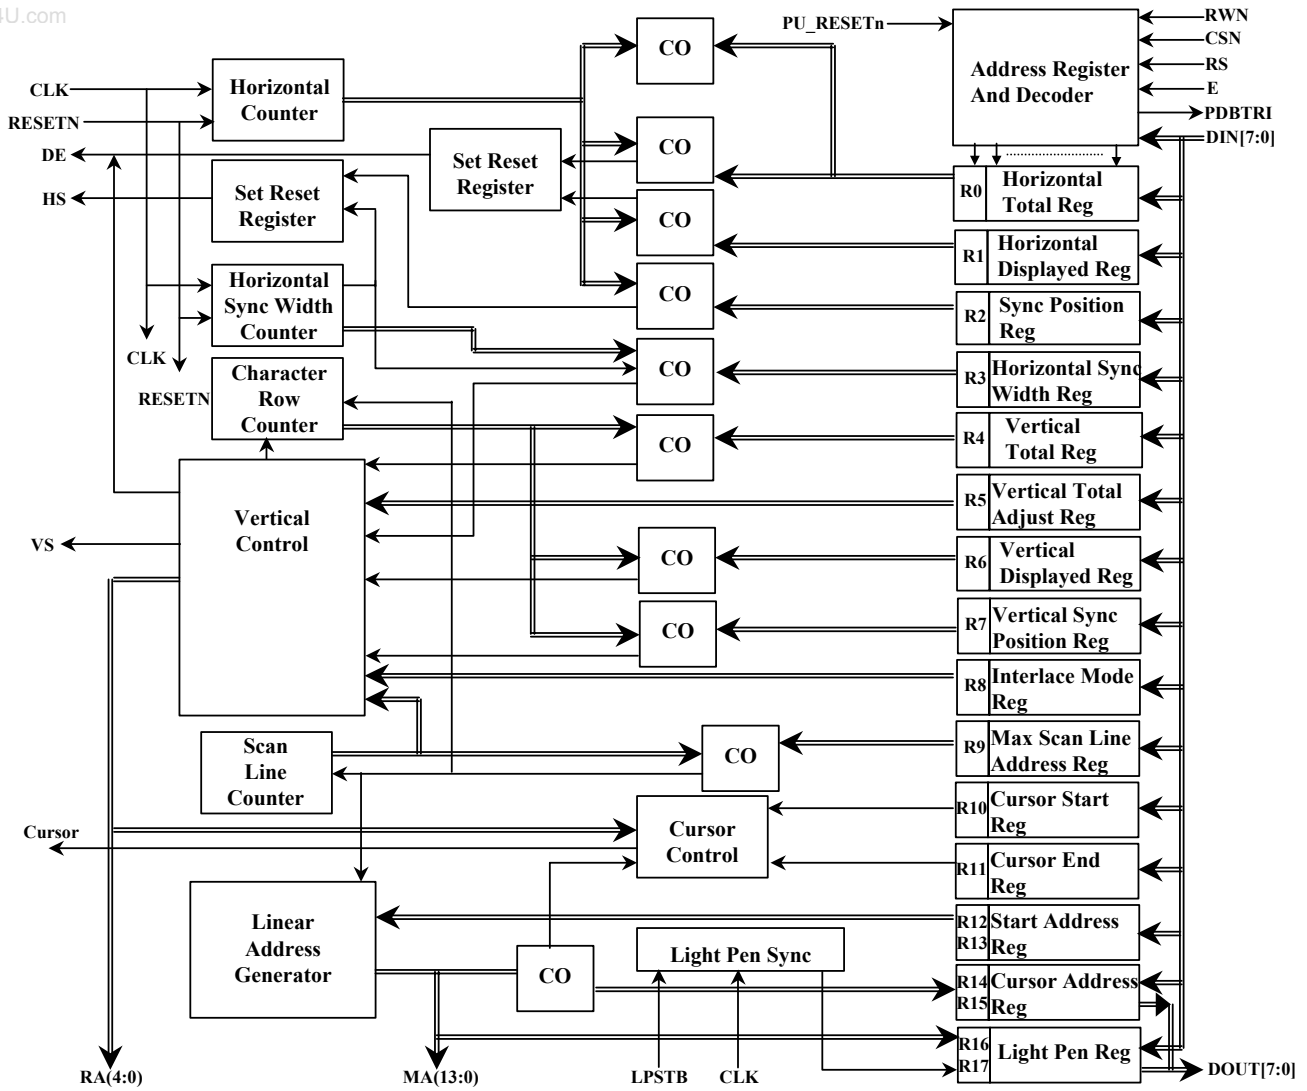 4U.com
PU_RESETn
RWN
CSN
RS
E
PDBTRI
DIN[7:0]
Address Register
And Decoder
CLK
RESETN
DE
HS
Horizontal
Counter
CO
Set Reset
Register
CO
Set Reset
Register
CO
Horizontal
Sync Width
Counter
CO
CLK
RESETN
Character
Row
Counter
CO
CO
R0
Horizontal
Total Reg
R1
Horizontal
Displayed Reg
R2
Sync Position
Reg
R3
Horizontal Sync
Width Reg
R4
Vertical
Total Reg
R5
Vertical Total
Adjust Reg
Vertical
Control
VS
CO
R6
Vertical
Displayed Reg
CO
R7
Vertical Sync
Position Reg
R8
Interlace Mode
Reg
Scan
Line
Counter
CO
R9
Max Scan Line
Address Reg
Cursor
Cursor
Control
R10
Cursor Start
Reg
R11
Cursor End
Reg
Linear
Address
Generator
R12
R13
Start Address
Reg
Light Pen Sync
CO
R14
R15
Cursor Address
Reg
R16
R17
Light Pen Reg
RA(4:0)
MA(13:0)
LPSTB
CLK
DOUT[7:0]